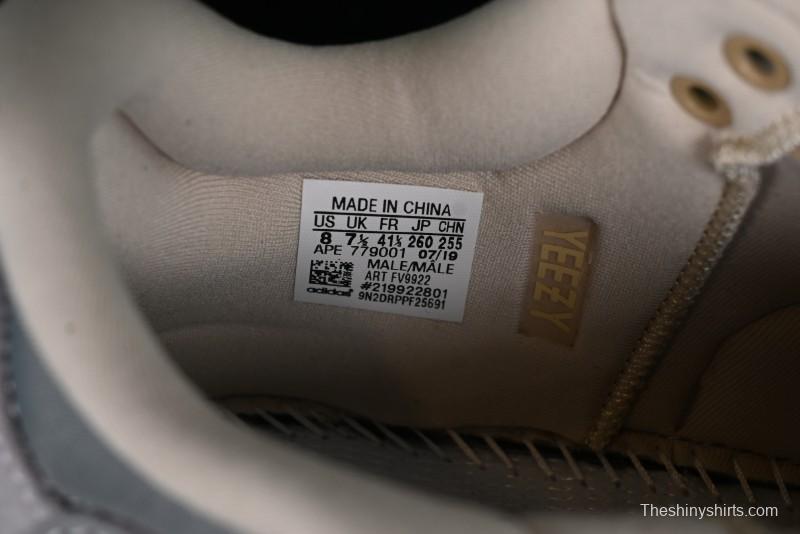 MADE IN CHINA
US UK FR JP CHN
8 7½ 41⅓ 260 255
APE 779001 07/19
MALE/MÂLE
ART FV9922
#219922801
adidas 9N2DRPPF25691
YEEZY
TheshinyShirts.com